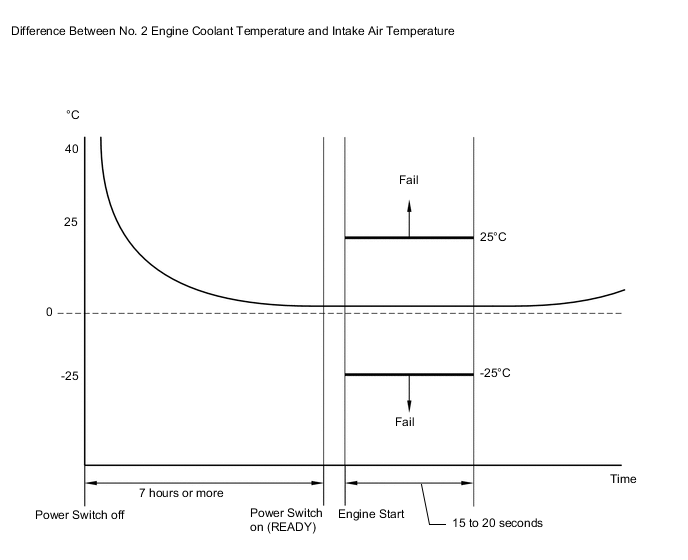 Difference Between No. 2 Engine Coolant Temperature and Intake Air Temperature
°C
40
Fail
25
25°C
0
-25
-25°C
Fail
Time
7 hours or more
Power Switch off
Power Switch
on (READY)
Engine Start
15 to 20 seconds